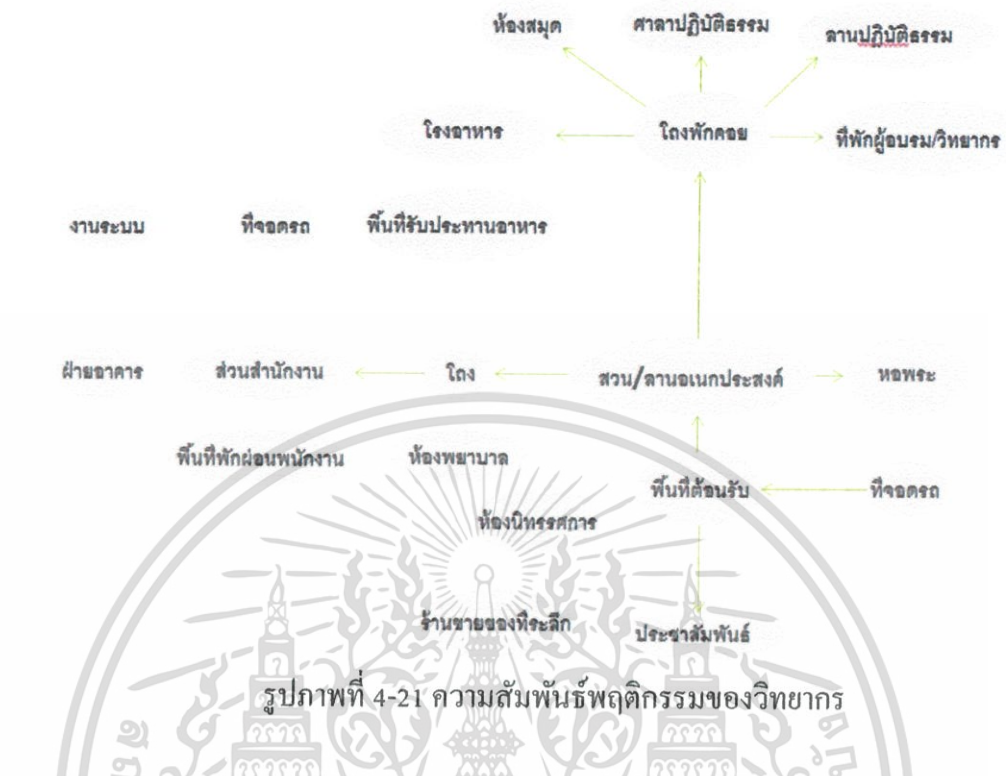 ห้องสมุด ศาลาปฏิบัติธรรม ลานปฏิบัติธรรม
โรงอาหาร โถงพักคอย ที่พักผู้อบรม/วิทยากร
งานระบบ ที่จอดรถ พื้นที่รับประทานอาหาร
ฝ่ายอาคาร ส่วนสำนักงาน โถง สวน/ลานอเนกประสงค์ หอพระ
พื้นที่พักผ่อนพนักงาน ห้องพยาบาล
พื้นที่ต้อนรับ ที่จอดรถ
ห้องนิทรรศการ
ร้านขายของที่ระลึก ประชาสัมพันธ์
รูปภาพที่ 4-21 ความสัมพันธ์พฤติกรรมของวิทยากร